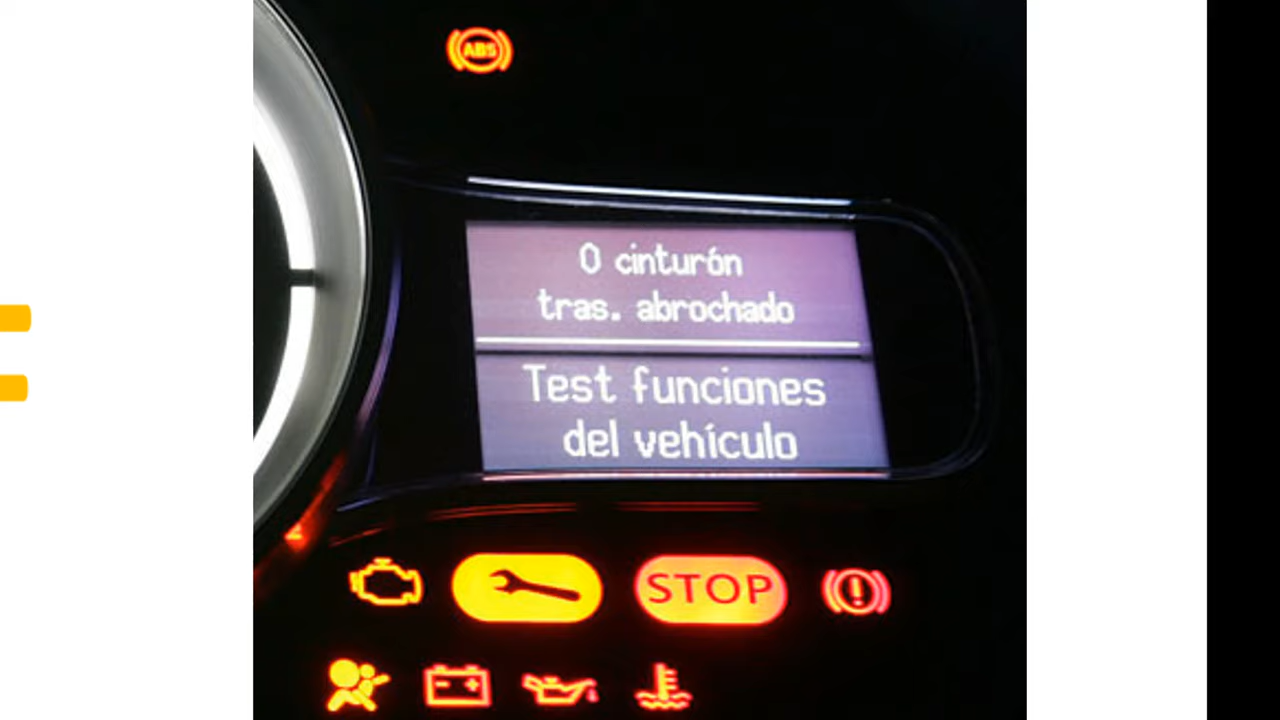 ABS
0 cinturón
tras. abrochado
Test funciones
del vehículo
STOP